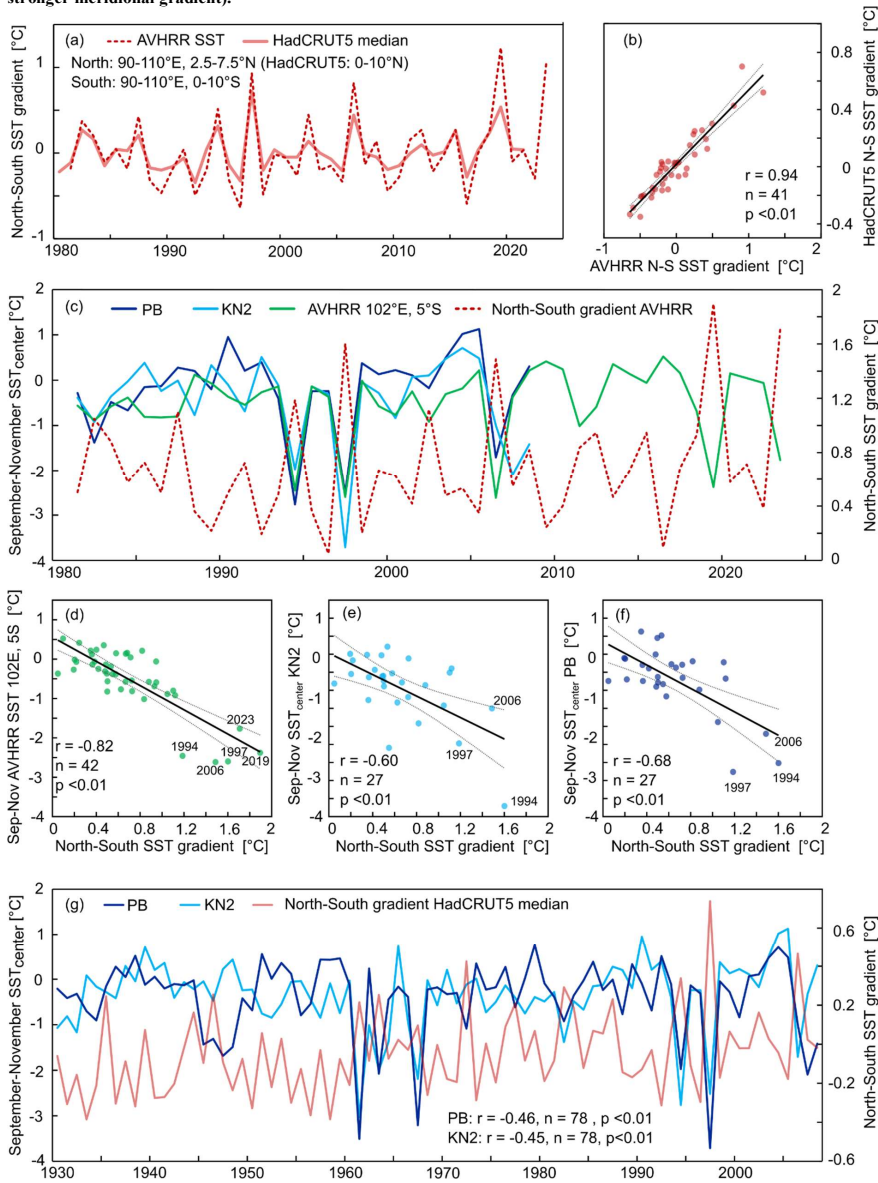 stronger meridional gradient).
(a) AVHRR SST HadCRUT5 median
North: 90-110°E, 2.5-7.5°N (HadCRUT5: 0-10°N)
South: 90-110°E, 0-10°S
North-South SST gradient [°C]
1
0
-1
1980 1990 2000 2010 2020
(b)
r = 0.94
n = 41
p <0.01
HadCRUT5 N-S SST gradient [°C]
0.8
0.4
0
-0.4
-1 0 1 2
AVHRR N-S SST gradient [°C]
(c) PB KN2 AVHRR 102°E, 5°S North-South gradient AVHRR
September-November SSTcenter [°C]
2
1
0
-1
-2
-3
-4
North-South SST gradient [°C]
2
1.6
1.2
0.8
0.4
0
1980 1990 2000 2010 2020
(d)
Sep-Nov AVHRR SST 102E, 5S [°C]
1
0
-1
-2
-3
-4
2023
1994
1997
2019
2006
r = -0.82
n = 42
p <0.01
0 0.4 0.8 1.2 1.6 2
North-South SST gradient [°C]
(e)
Sep-Nov SSTcenter KN2 [°C]
1
0
-1
-2
-3
-4
2006
1997
1994
r = -0.60
n = 27
p <0.01
0 0.4 0.8 1.2 1.6 2
North-South SST gradient [°C]
(f)
Sep-Nov SSTcenter PB [°C]
1
0
-1
-2
-3
-4
2006
1994
1997
r = -0.68
n = 27
p <0.01
0 0.4 0.8 1.2 1.6 2
North-South SST gradient [°C]
(g) PB KN2 North-South gradient HadCRUT5 median
September-November SSTcenter [°C]
2
1
0
-1
-2
-3
-4
North-South SST gradient [°C]
0.6
0.2
-0.2
-0.6
PB: r = -0.46, n = 78 , p <0.01
KN2: r = -0.45, n = 78, p<0.01
1930 1940 1950 1960 1970 1980 1990 2000